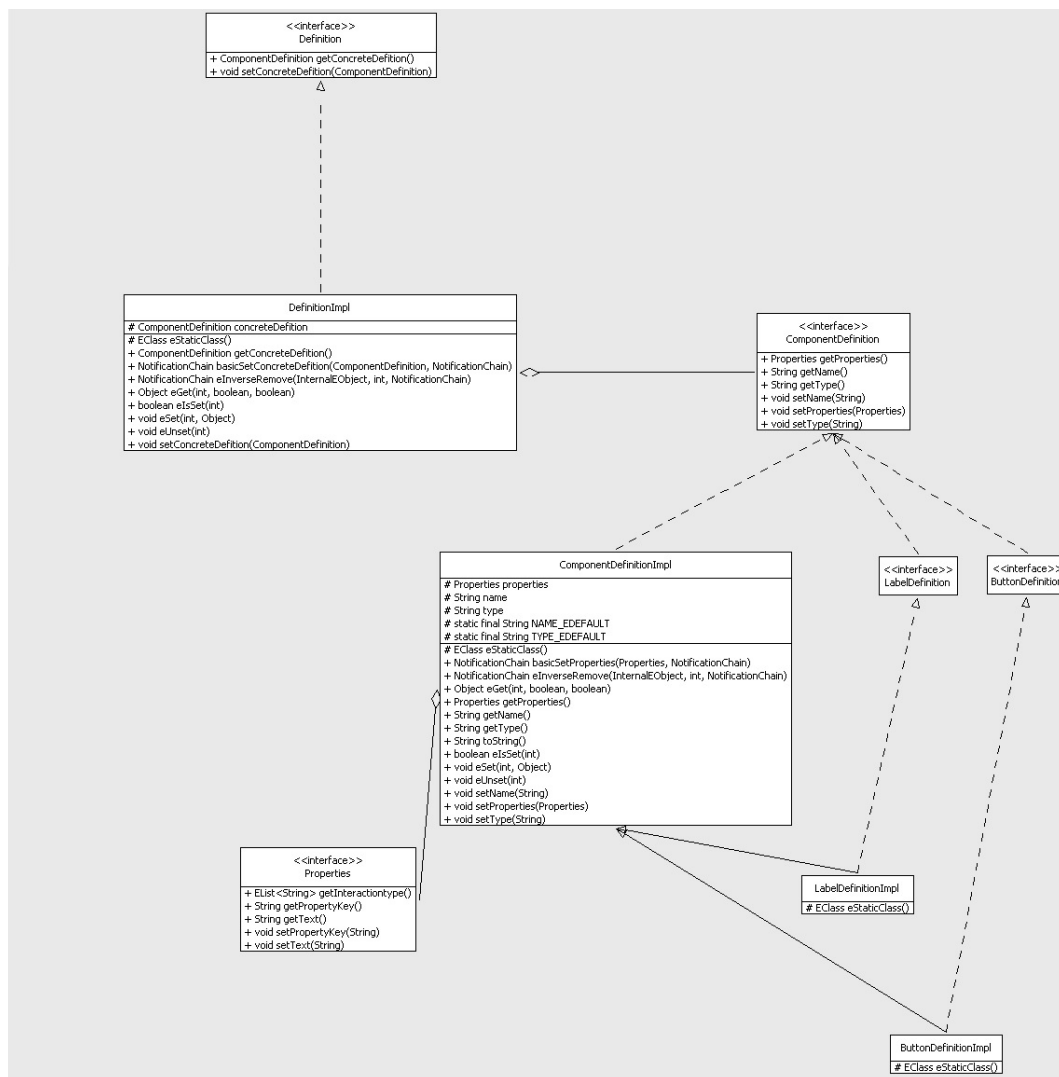 <<interface>>
Definition
+ ComponentDefinition getConcreteDefition()
+ void setConcreteDefition(ComponentDefinition)
DefinitionImpl
# ComponentDefinition concreteDefition
# EClass eStaticClass()
+ ComponentDefinition getConcreteDefition()
+ NotificationChain basicSetConcreteDefition(ComponentDefinition, NotificationChain)
+ NotificationChain eInverseRemove(InternalEObject, int, NotificationChain)
+ Object eGet(int, boolean, boolean)
+ boolean eIsSet(int)
+ void eSet(int, Object)
+ void eUnset(int)
+ void setConcreteDefition(ComponentDefinition)
<<interface>>
ComponentDefinition
+ Properties getProperties()
+ String getName()
+ String getType()
+ void setName(String)
+ void setProperties(Properties)
+ void setType(String)
ComponentDefinitionImpl
# Properties properties
# String name
# String type
# static final String NAME_EDEFAULT
# static final String TYPE_EDEFAULT
# EClass eStaticClass()
+ NotificationChain basicSetProperties(Properties, NotificationChain)
+ NotificationChain eInverseRemove(InternalEObject, int, NotificationChain)
+ Object eGet(int, boolean, boolean)
+ Properties getProperties()
+ String getName()
+ String getType()
+ String toString()
+ boolean eIsSet(int)
+ void eSet(int, Object)
+ void eUnset(int)
+ void setName(String)
+ void setProperties(Properties)
+ void setType(String)
<<interface>>
LabelDefinition
<<interface>>
ButtonDefinition
<<interface>>
Properties
+ EList<String> getInteractiontype()
+ String getPropertyKey()
+ String getText()
+ void setPropertyKey(String)
+ void setText(String)
LabelDefinitionImpl
# EClass eStaticClass()
ButtonDefinitionImpl
# EClass eStaticClass()